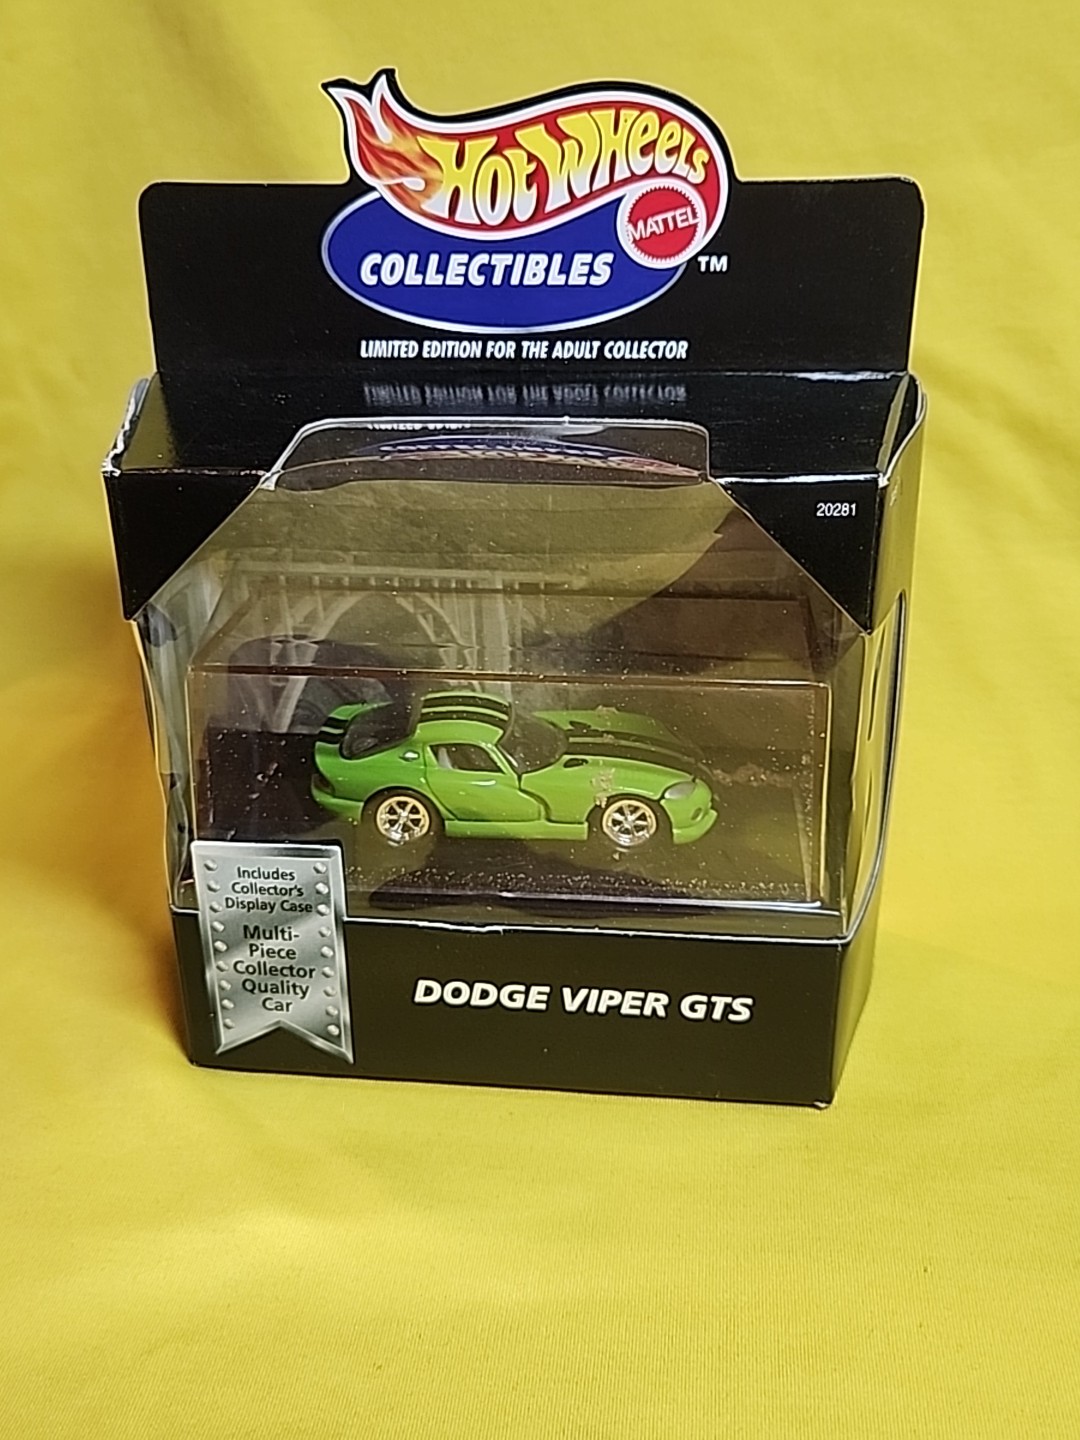 HOT WHEELS
MATTEL
COLLECTIBLES
TM
LIMITED EDITION FOR THE ADULT COLLECTOR
20281
Includes
Collector's
Display Case
Multi-
Piece
Collector
Quality
Car
DODGE VIPER GTS